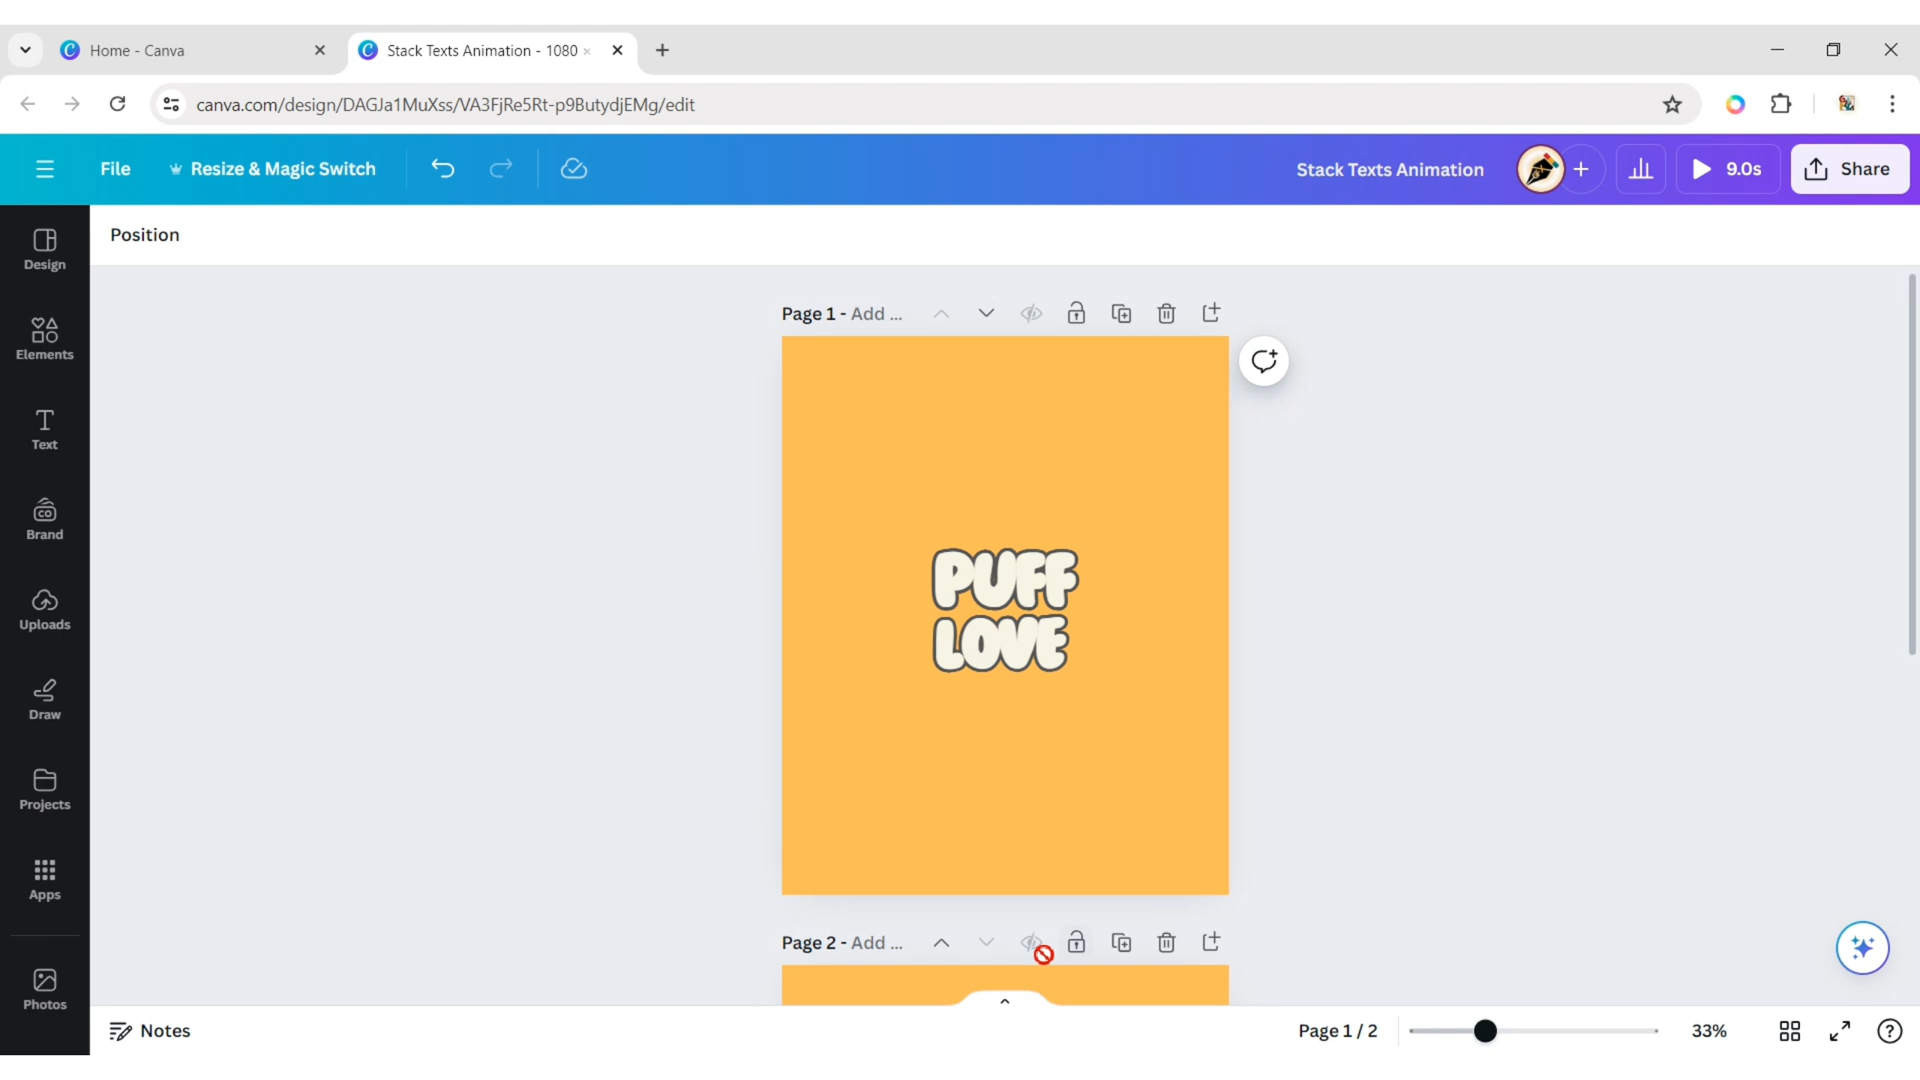 Home - Canva
Stack Texts Animation - 1080
canva.com/design/DAGJa1MuXss/VA3FjRe5Rt-p9ButydjEMg/edit
File
Resize & Magic Switch
Stack Texts Animation
9.0s
Share
Position
Design
Elements
Text
Brand
Uploads
Draw
Projects
Apps
Photos
Page 1 - Add ...
PUFF
LOVE
Page 2 - Add ...
Notes
Page 1 / 2
33%